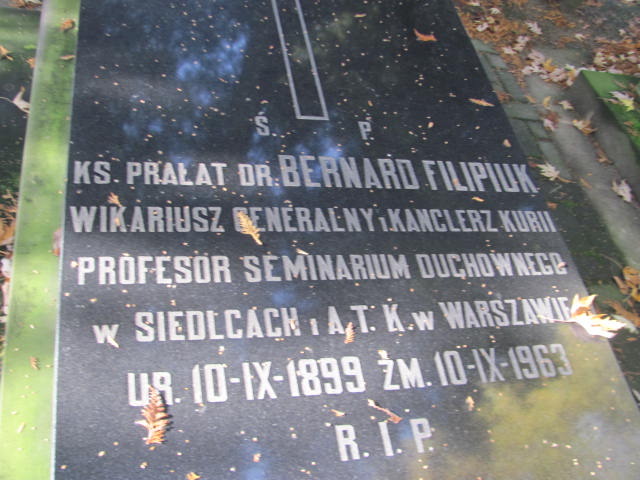 Ś. P.
KS. PRAŁAT DR. BERNARD FILIPIUK
WIKARIUSZ GENERALNY I KANCLERZ KURII
PROFESOR SEMINARIUM DUCHOWNEGO
W SIEDLCACH I A.T.K. W WARSZAWIE
UR. 10-IX-1899 ZM. 10-IX-1963
R. I. P.